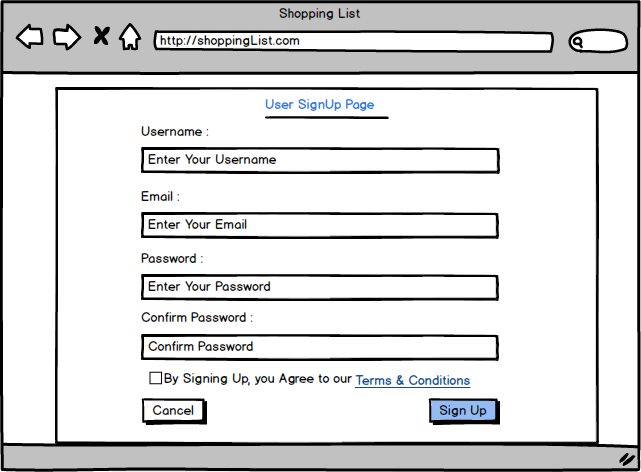 Shopping List
http://shoppingList.com
User SignUp Page
Username :
Enter Your Username
Email :
Enter Your Email
Password :
Enter Your Password
Confirm Password :
Confirm Password
By Signing Up, you Agree to our Terms & Conditions
Cancel Sign Up